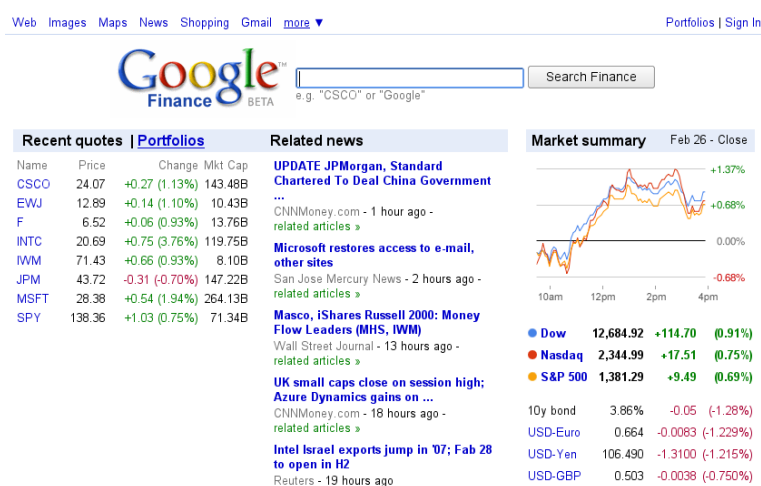 Web Images Maps News Shopping Gmail more ▼ Portfolios | Sign In
Google™
Finance BETA
Search Finance
e.g. "CSCO" or "Google"
Recent quotes | Portfolios
Name Price Change Mkt Cap
CSCO 24.07 +0.27 (1.13%) 143.48B
EWJ 12.89 +0.14 (1.10%) 10.43B
F 6.52 +0.06 (0.93%) 13.76B
INTC 20.69 +0.75 (3.76%) 119.75B
IWM 71.43 +0.66 (0.93%) 8.10B
JPM 43.72 -0.31 (-0.70%) 147.22B
MSFT 28.38 +0.54 (1.94%) 264.13B
SPY 138.36 +1.03 (0.75%) 71.34B
Related news
UPDATE JPMorgan, Standard
Chartered To Deal China Government
...
CNNMoney.com - 1 hour ago -
related articles »
Microsoft restores access to e-mail,
other sites
San Jose Mercury News - 2 hours ago -
related articles »
Masco, iShares Russell 2000: Money
Flow Leaders (MHS, IWM)
Wall Street Journal - 13 hours ago -
related articles »
UK small caps close on session high;
Azure Dynamics gains on ...
CNNMoney.com - 18 hours ago -
related articles »
Intel Israel exports jump in '07; Fab 28
to open in H2
Reuters - 19 hours ago
Market summary Feb 26 - Close
+1.37%
+0.68%
0.00%
-0.68%
10am 12pm 2pm 4pm
Dow 12,684.92 +114.70 (0.91%)
Nasdaq 2,344.99 +17.51 (0.75%)
S&P 500 1,381.29 +9.49 (0.69%)
10y bond 3.86% -0.05 (-1.28%)
USD-Euro 0.664 -0.0083 (-1.229%)
USD-Yen 106.490 -1.3100 (-1.215%)
USD-GBP 0.503 -0.0038 (-0.750%)